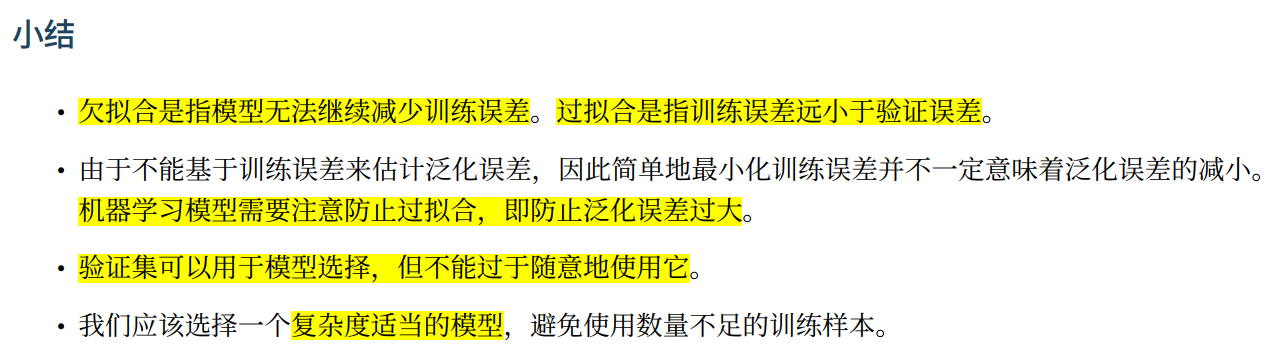 小结
• 欠拟合是指模型无法继续减少训练误差。过拟合是指训练误差远小于验证误差。
• 由于不能基于训练误差来估计泛化误差，因此简单地最小化训练误差并不一定意味着泛化误差的减小。
机器学习模型需要注意防止过拟合，即防止泛化误差过大。
• 验证集可以用于模型选择，但不能过于随意地使用它。
• 我们应该选择一个复杂度适当的模型，避免使用数量不足的训练样本。